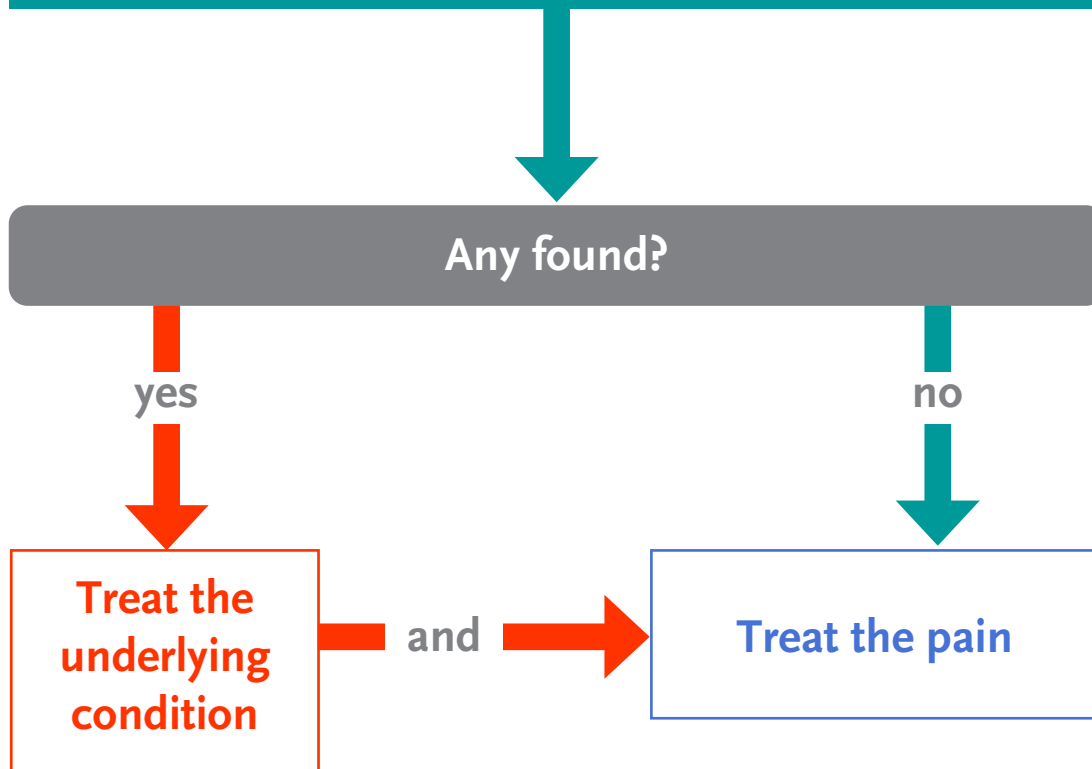 Any found?
yes
no
Treat the
underlying
condition
and
Treat the pain